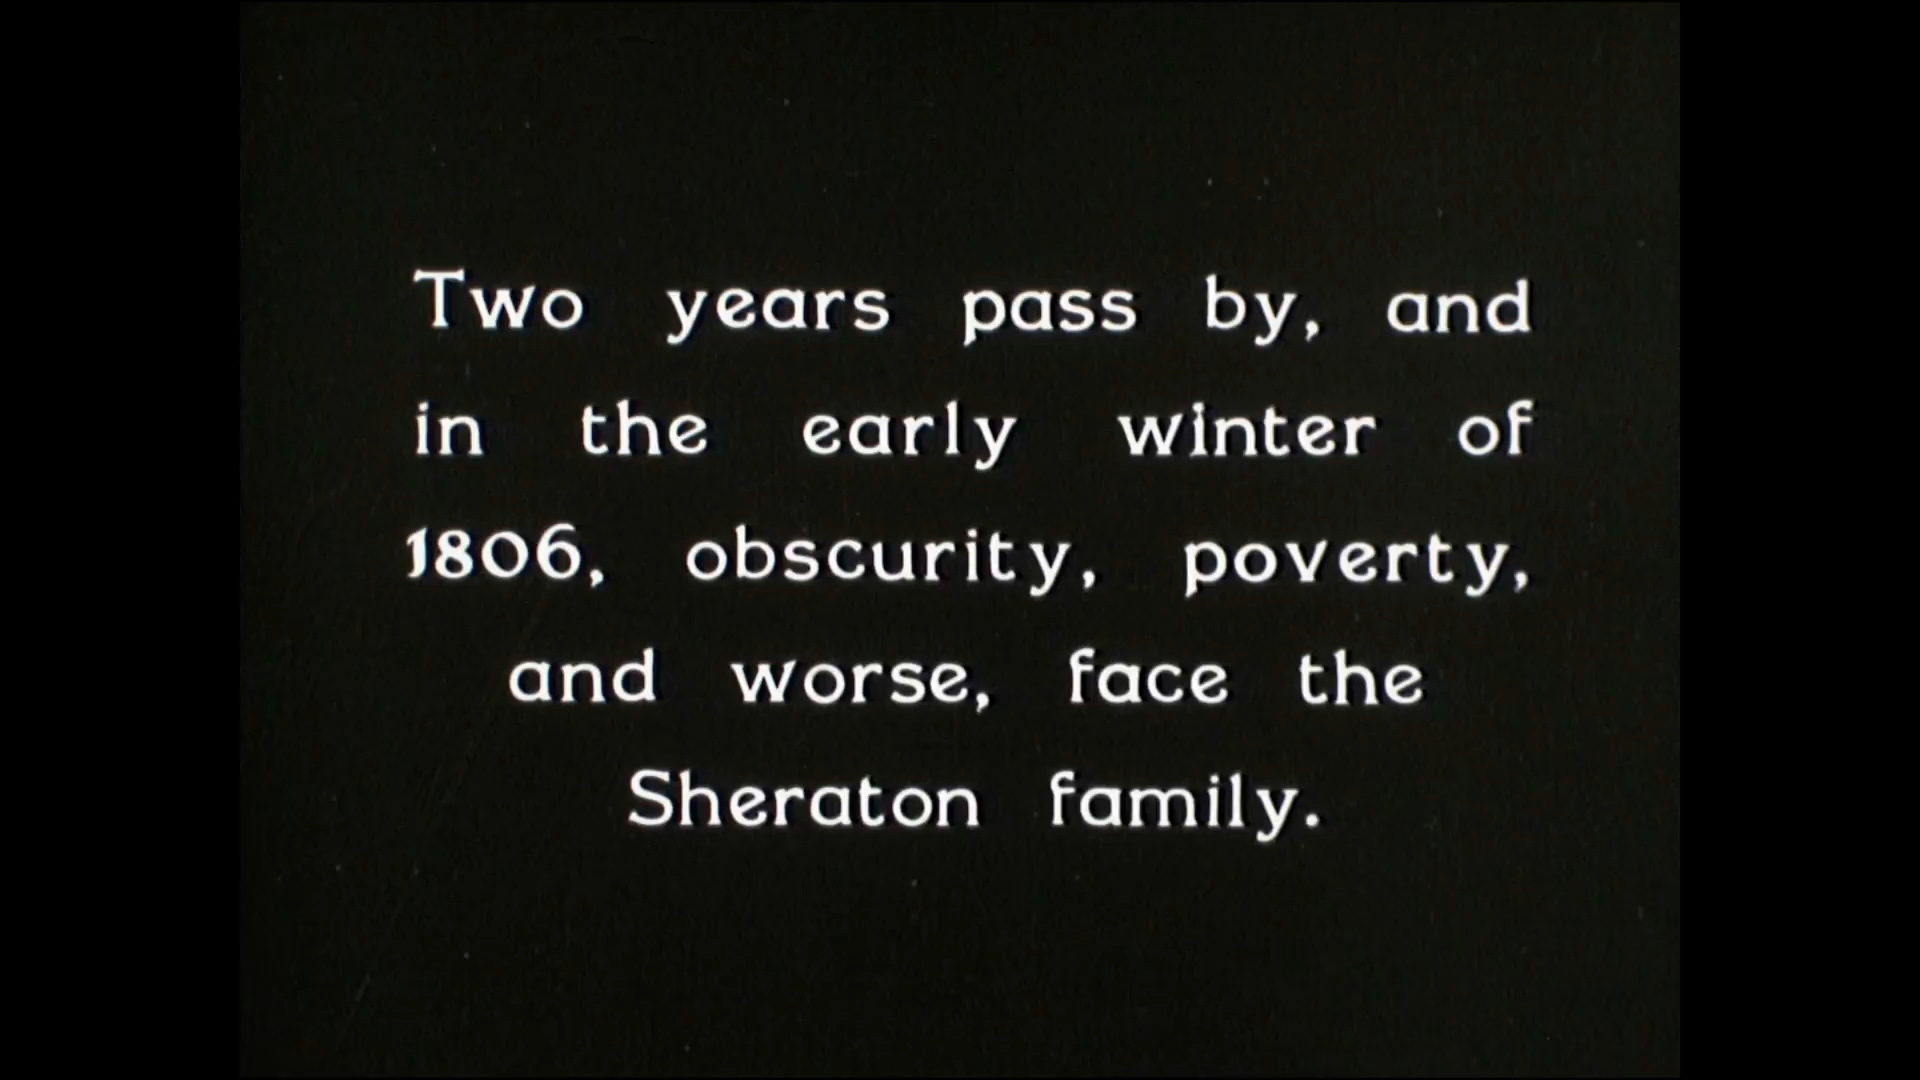 Two years pass by, and
in the early winter of
1806, obscurity, poverty,
and worse, face the
Sheraton family.